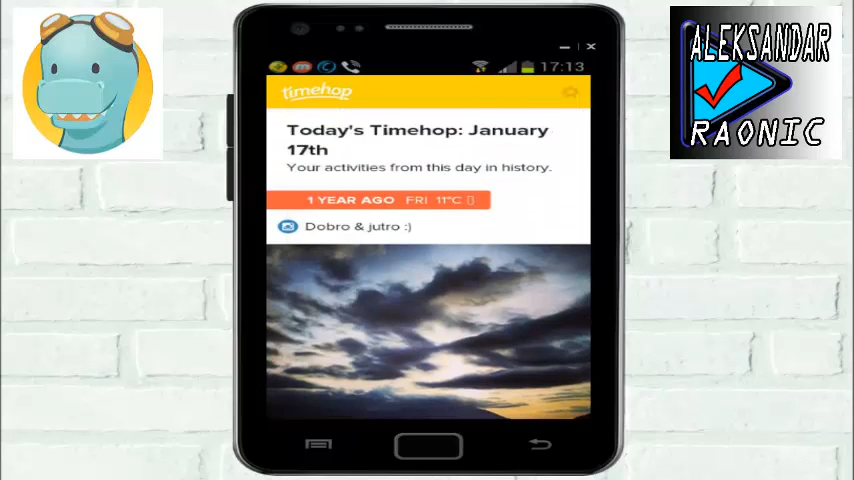 ALEKSANDAR
RAONIC
17:13
timehop
Today's Timehop: January
17th
Your activities from this day in history.
1 YEAR AGO FRI 11°C
Dobro & jutro :)